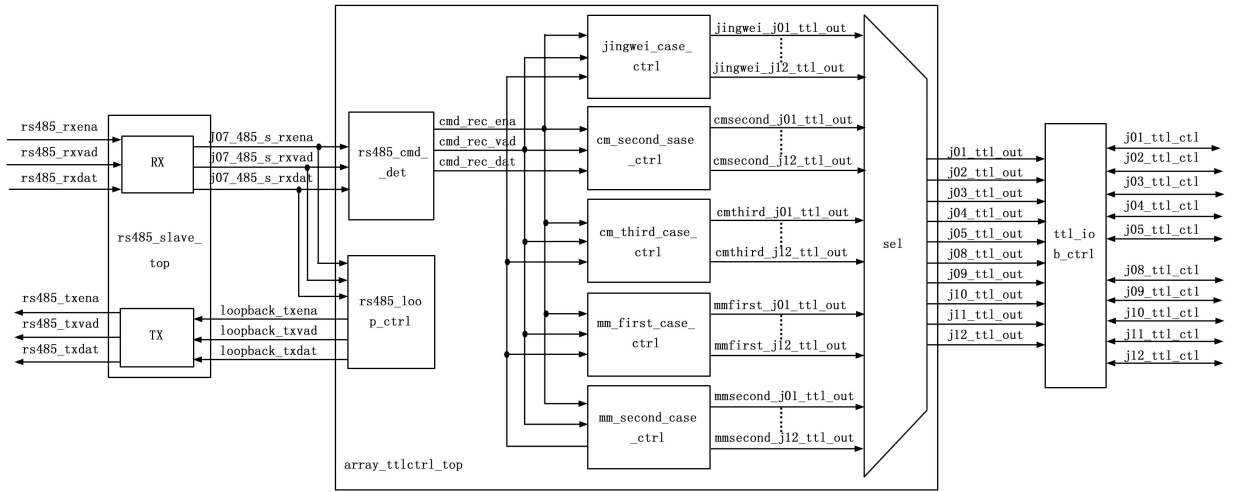 rs485_rxena
rs485_rxvad
rs485_rxdat
RX
rs485_slave_
top
rs485_txena
rs485_txvad
rs485_txdat
TX
J07_485_s_rxena
j07_485_s_rxvad
j07_485_s_rxdat
loopback_txena
loopback_txvad
loopback_txdat
rs485_cmd_
_det
rs485_loo
p_ctrl
array_ttlctrl_top
cmd_rec_ena
cmd_rec_vad
cmd_rec_dat
jingwei_case_
ctrl
cm_second_sase
_ctrl
cm_third_case_
ctrl
mm_first_case_
ctrl
mm_second_case
_ctrl
jingwei_j01_ttl_out
jingwei_j12_ttl_out
cmsecond_j01_ttl_out
cmsecond_j12_ttl_out
cmthird_j01_ttl_out
cmthird_j12_ttl_out
mmfirst_j01_ttl_out
mmfirst_j12_ttl_out
mmsecond_j01_ttl_out
mmsecond_j12_ttl_out
sel
j01_ttl_out
j02_ttl_out
j03_ttl_out
j04_ttl_out
j05_ttl_out
j08_ttl_out
j09_ttl_out
j10_ttl_out
j11_ttl_out
j12_ttl_out
ttl_io
b_ctrl
j01_ttl_ctl
j02_ttl_ctl
j03_ttl_ctl
j04_ttl_ctl
j05_ttl_ctl
j08_ttl_ctl
j09_ttl_ctl
j10_ttl_ctl
j11_ttl_ctl
j12_ttl_ctl